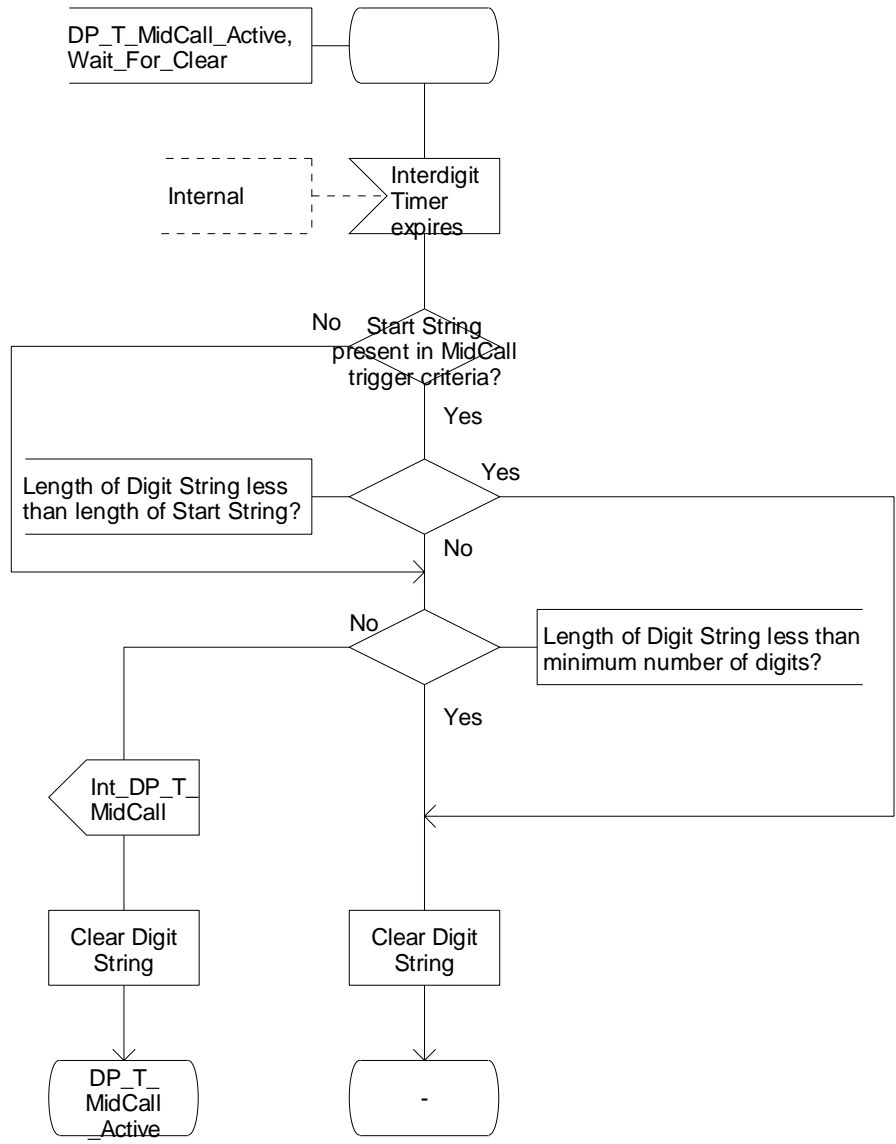 DP_T_MidCall_Active,
Wait_For_Clear
Internal
Interdigit
Timer
expires
No
Start String
present in MidCall
trigger criteria?
Yes
Length of Digit String less
than length of Start String?
Yes
No
No
Length of Digit String less than
minimum number of digits?
Yes
Int_DP_T_
MidCall
Clear Digit
String
Clear Digit
String
DP_T_
MidCall
_Active
-